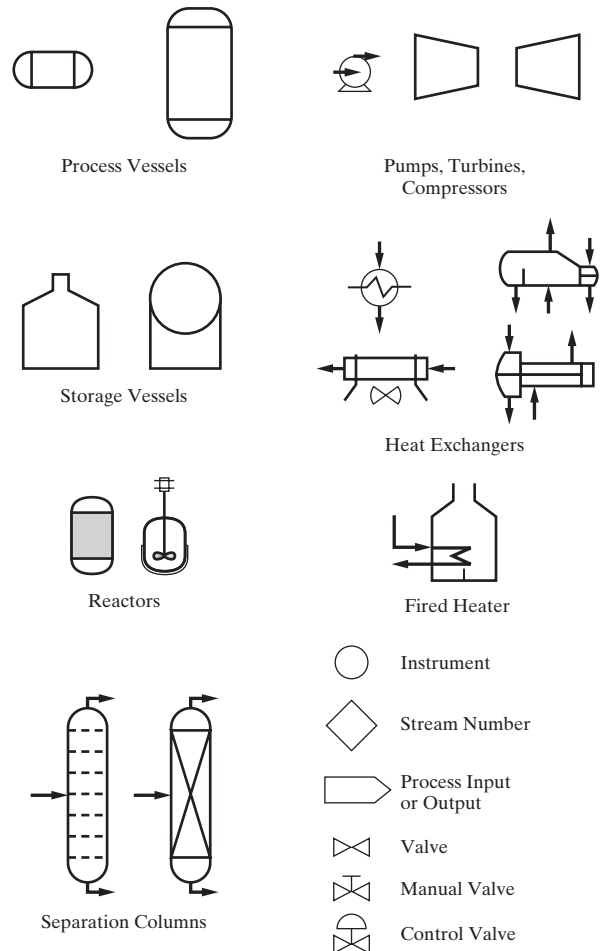 Process Vessels
Pumps, Turbines,
Compressors
Storage Vessels
Heat Exchangers
Reactors
Fired Heater
Instrument
Stream Number
Process Input
or Output
Valve
Manual Valve
Separation Columns
Control Valve